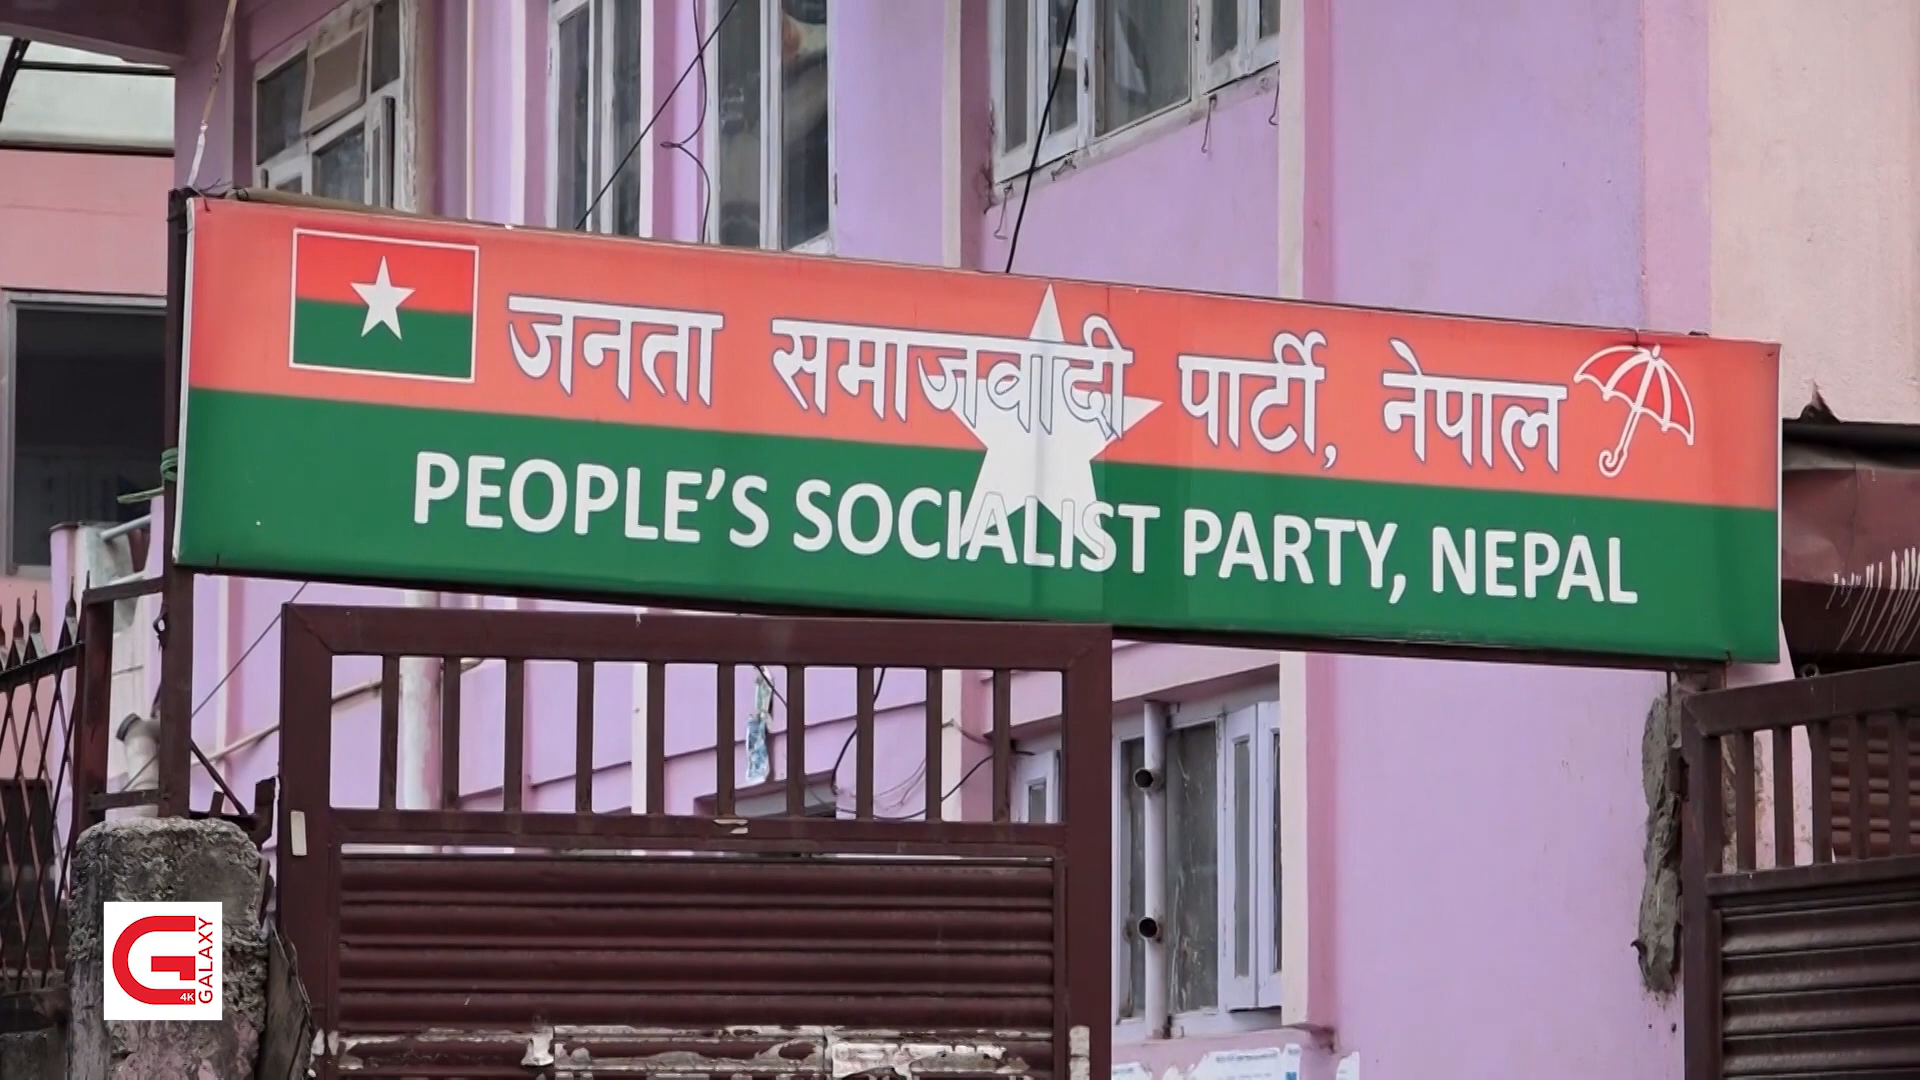 जनता समाजवादी पार्टी, नेपाल
PEOPLE'S SOCIALIST PARTY, NEPAL
4K GALAXY